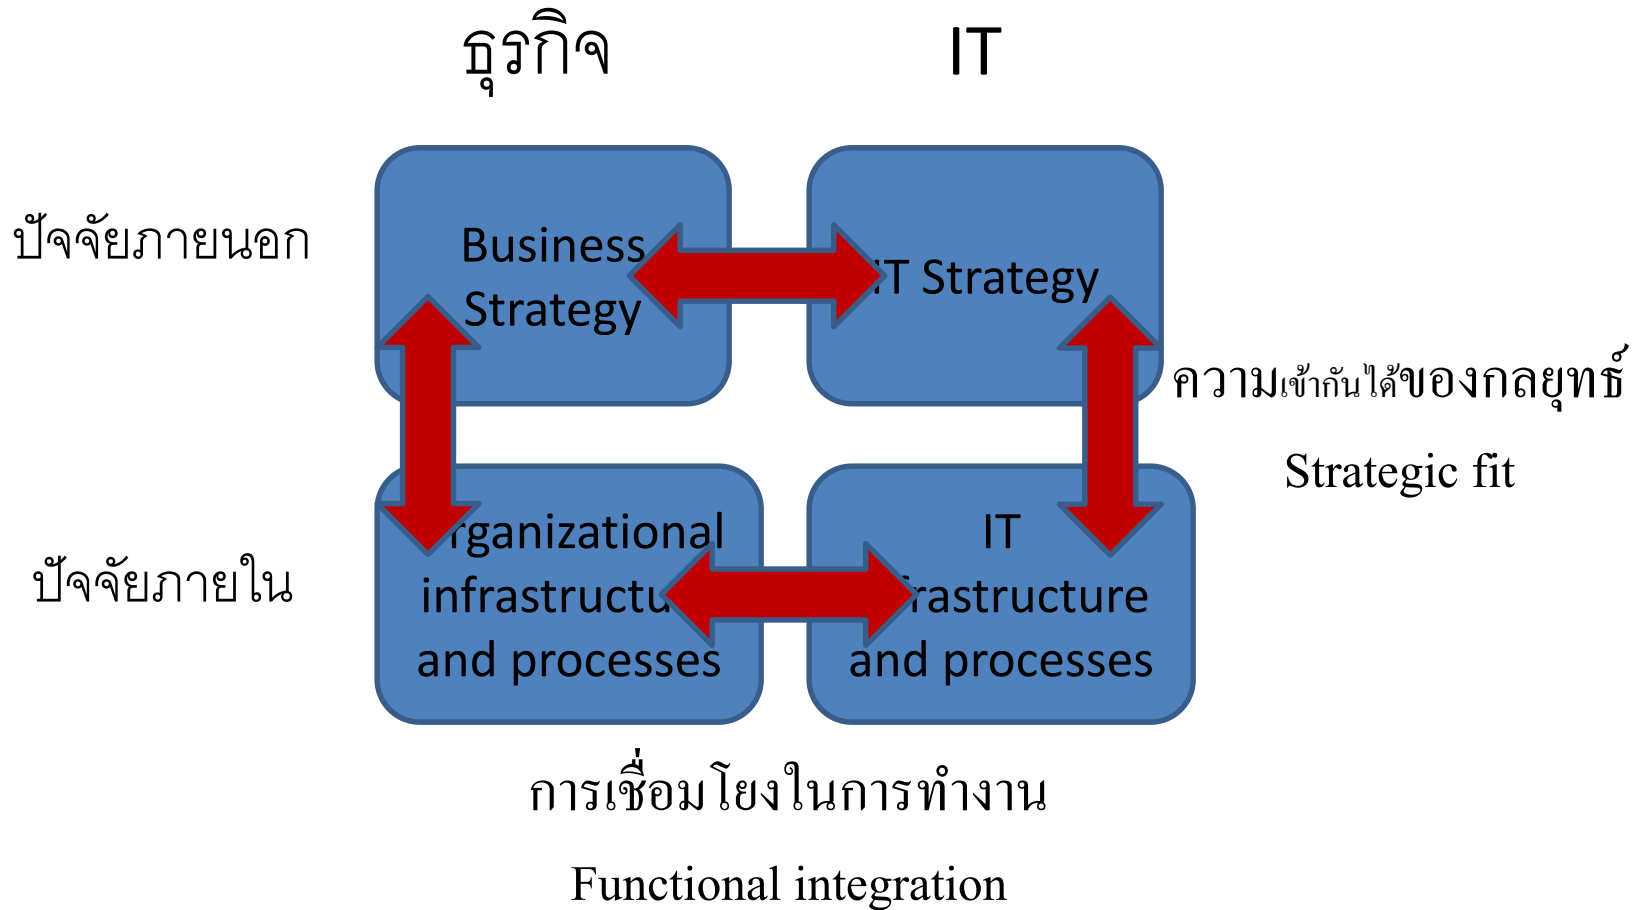 ธุรกิจ
IT
ปัจจัยภายนอก
Business
Strategy
IT Strategy
ความเข้ากันได้ของกลยุทธ์
Strategic fit
ปัจจัยภายใน
rganizational
infrastructu
and processes
IT
rastructure
and processes
การเชื่อมโยงในการทำงาน
Functional integration